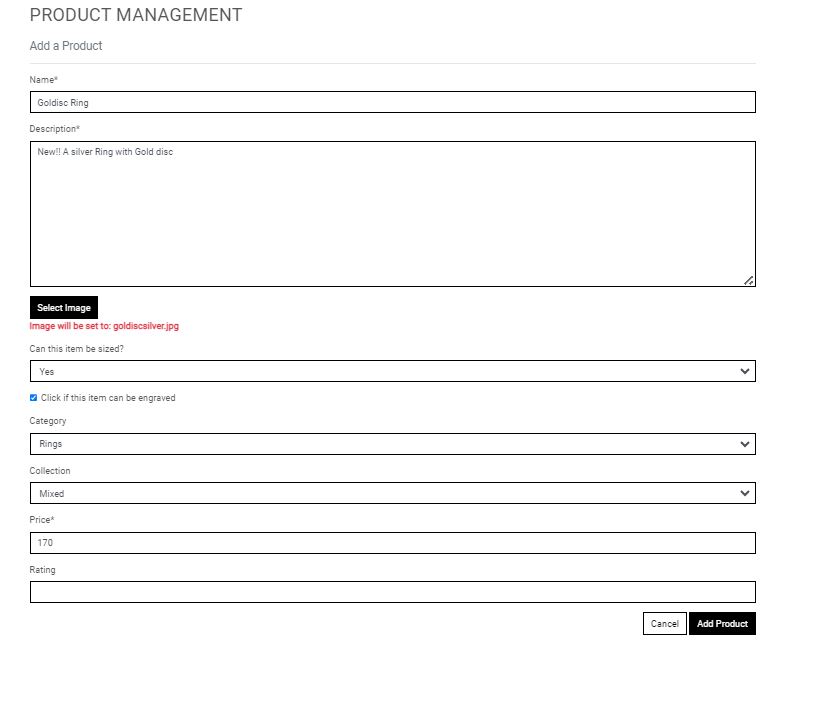 PRODUCT MANAGEMENT
Add a Product
Name*
Goldisc Ring
Description*
New!! A silver Ring with Gold disc
Select Image
Image will be set to: goldiscsilver.jpg
Can this item be sized?
Yes
Click if this item can be engraved
Category
Rings
Collection
Mixed
Price*
170
Rating
Cancel Add Product